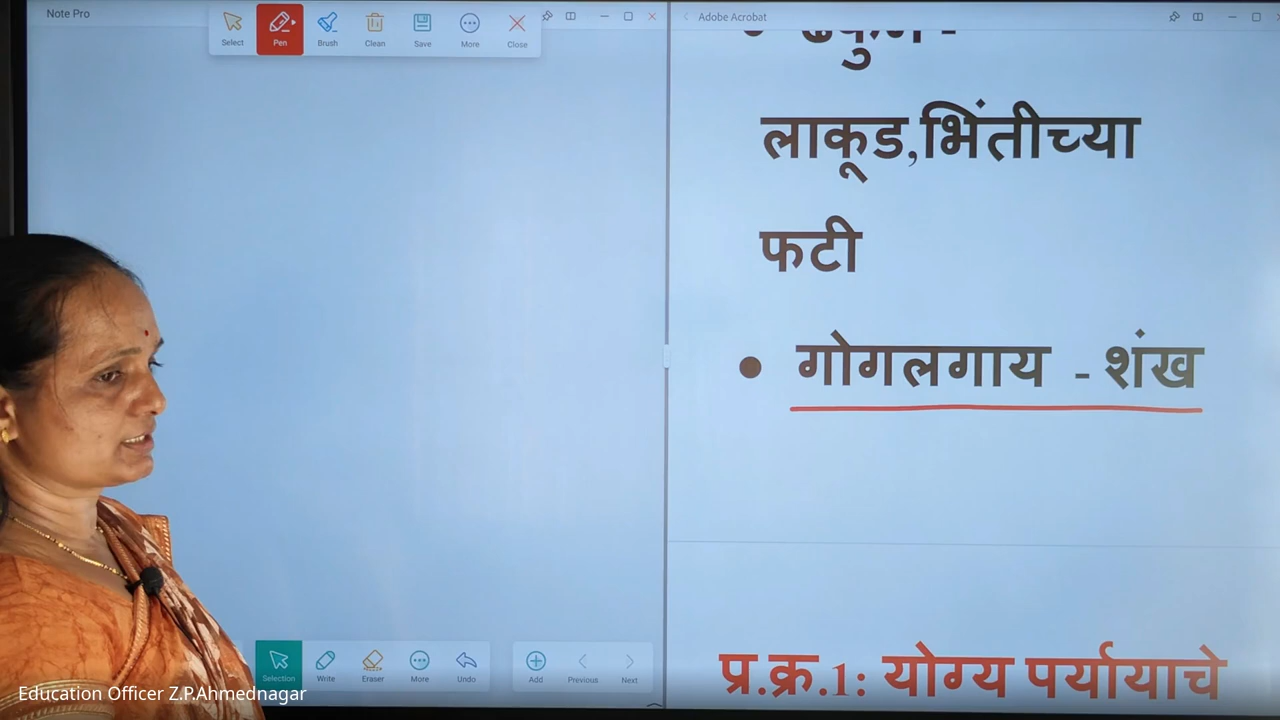 Note Pro
Select
Pen
Brush
Clean
Save
More
Close
Adobe Acrobat
ढेकुण -
लाकूड,भिंतीच्या
फटी
• गोगलगाय - शंख
प्र.क्र.1: योग्य पर्यायाचे
Selection
Write
Eraser
More
Undo
Add
Previous
Next
Education Officer Z.P.Ahmednagar